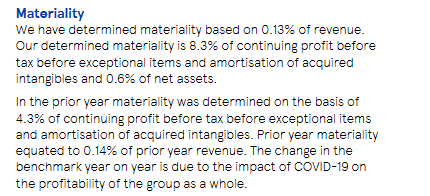 Materiality
We have determined materiality based on 0.13% of revenue.
Our determined materiality is 8.3% of continuing profit before
tax before exceptional items and amortisation of acquired
intangibles and 0.6% of net assets.
In the prior year materiality was determined on the basis of
4.3% of continuing profit before tax before exceptional items
and amortisation of acquired intangibles. Prior year materiality
equated to 0.14% of prior year revenue. The change in the
benchmark year on year is due to the impact of COVID-19 on
the profitability of the group as a whole.